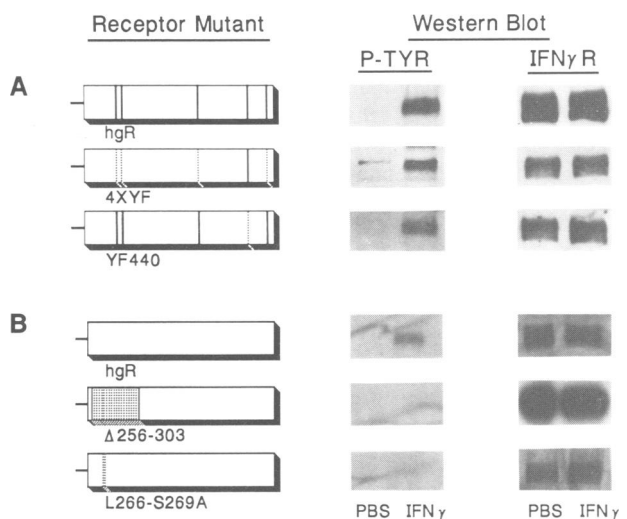 Receptor Mutant Western Blot
P-TYR IFNγ R
A
hgR
4XYF
YF440
B
hgR
Δ256-303
L266-S269A
PBS IFNγ PBS IFNγ